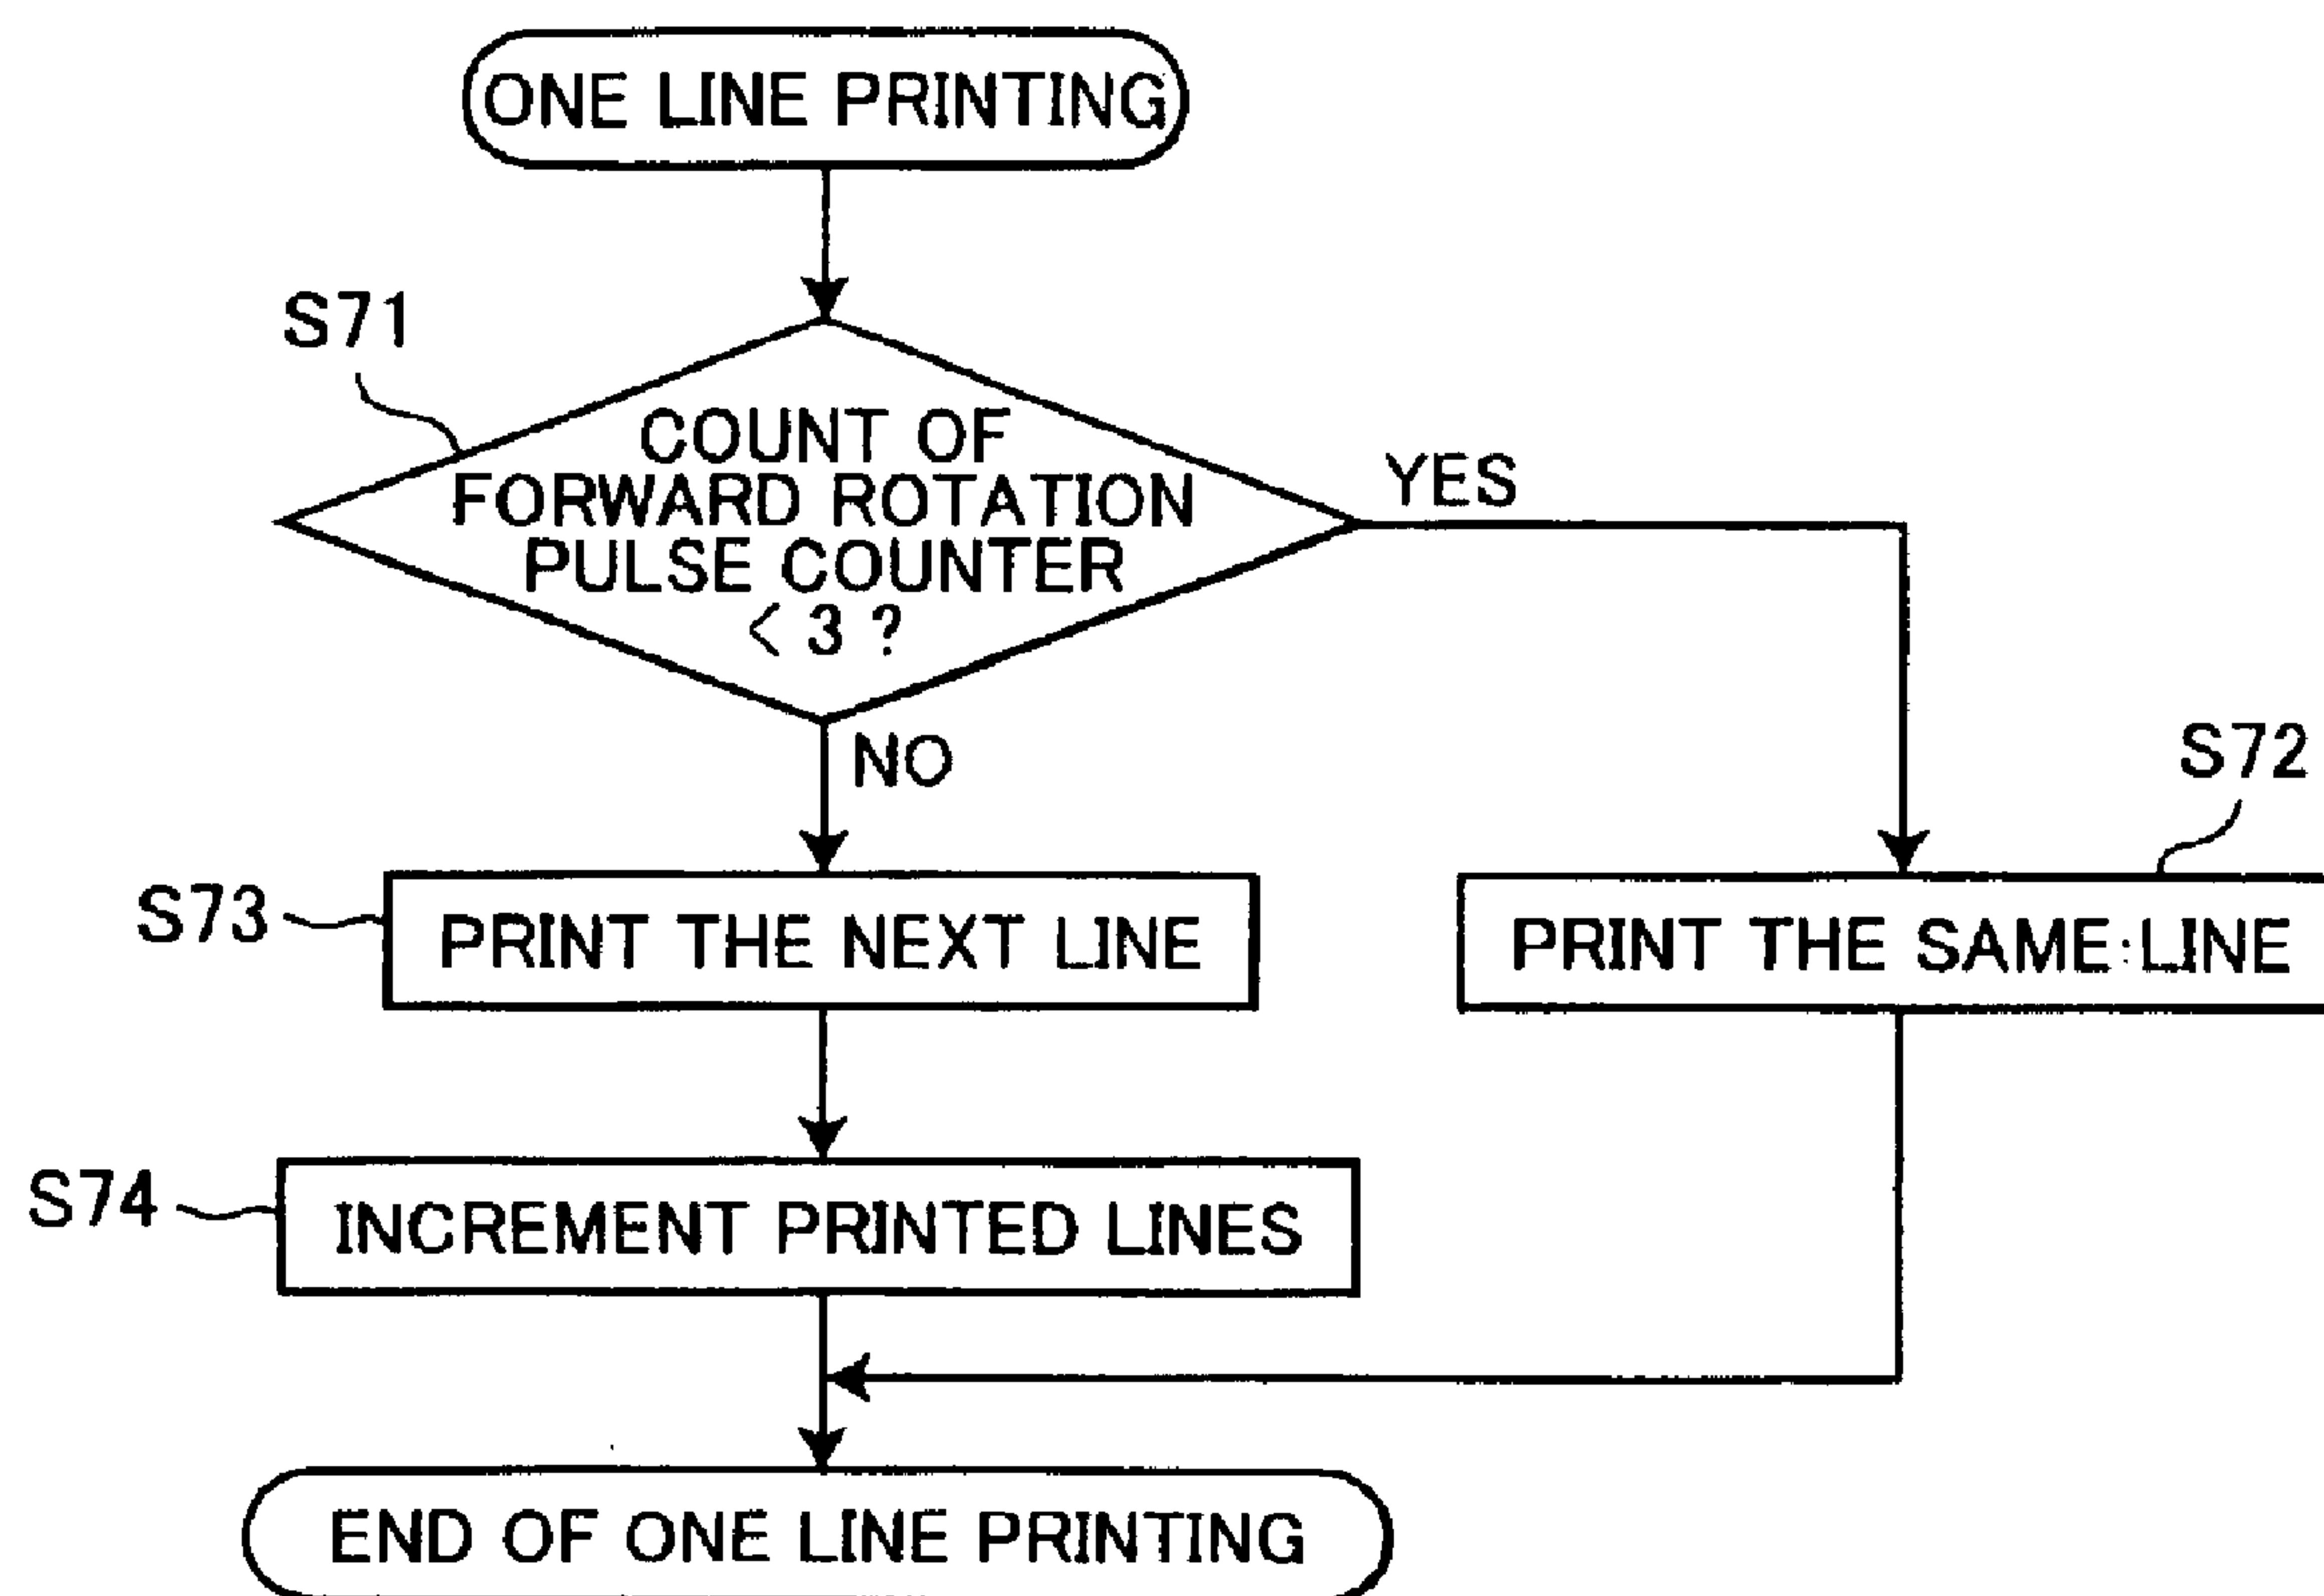 ONE LINE PRINTING
S71
COUNT OF
FORWARD ROTATION
PULSE COUNTER
< 3 ?
YES
NO
S72
S73
PRINT THE NEXT LINE
PRINT THE SAME LINE
S74
INCREMENT PRINTED LINES
END OF ONE LINE PRINTING